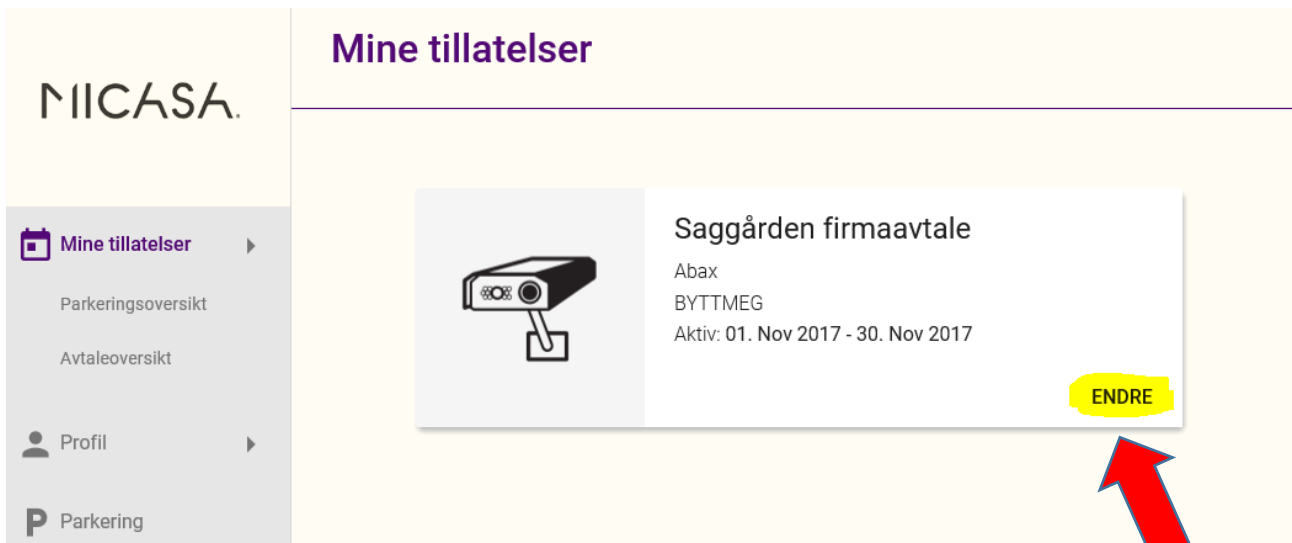 MICASA.
Mine tillatelser
Mine tillatelser
Parkeringsoversikt
Avtaleoversikt
Profil
P Parkering
Saggården firmaavtale
Abax
BYTTMEG
Aktiv: 01. Nov 2017 - 30. Nov 2017
ENDRE